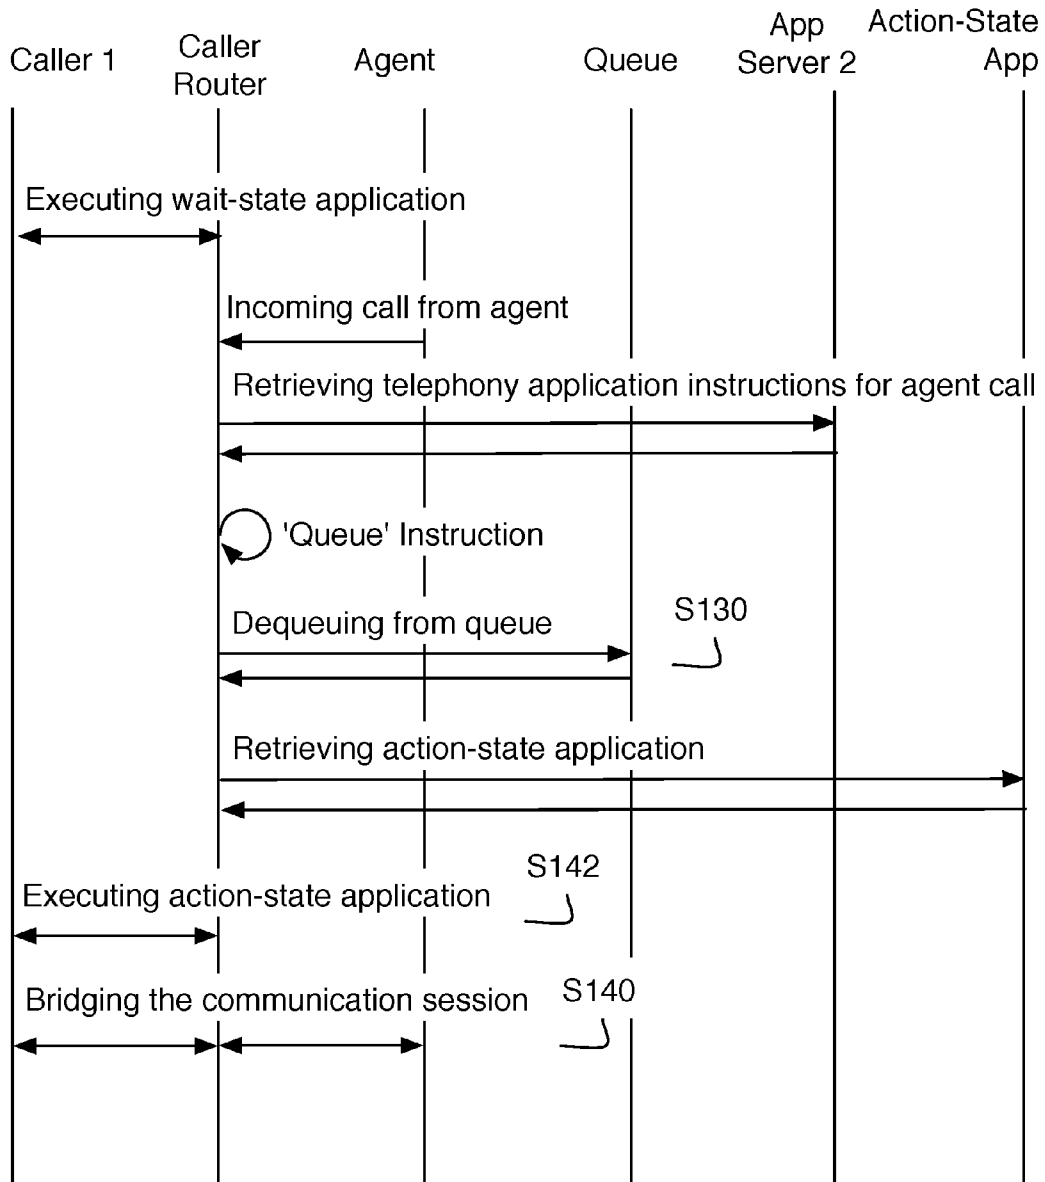 Caller 1
Caller
Router
Agent
Queue
App
Server 2
Action-State
App
Executing wait-state application
Incoming call from agent
Retrieving telephony application instructions for agent call
'Queue' Instruction
Dequeuing from queue
S130
Retrieving action-state application
S142
Executing action-state application
S140
Bridging the communication session